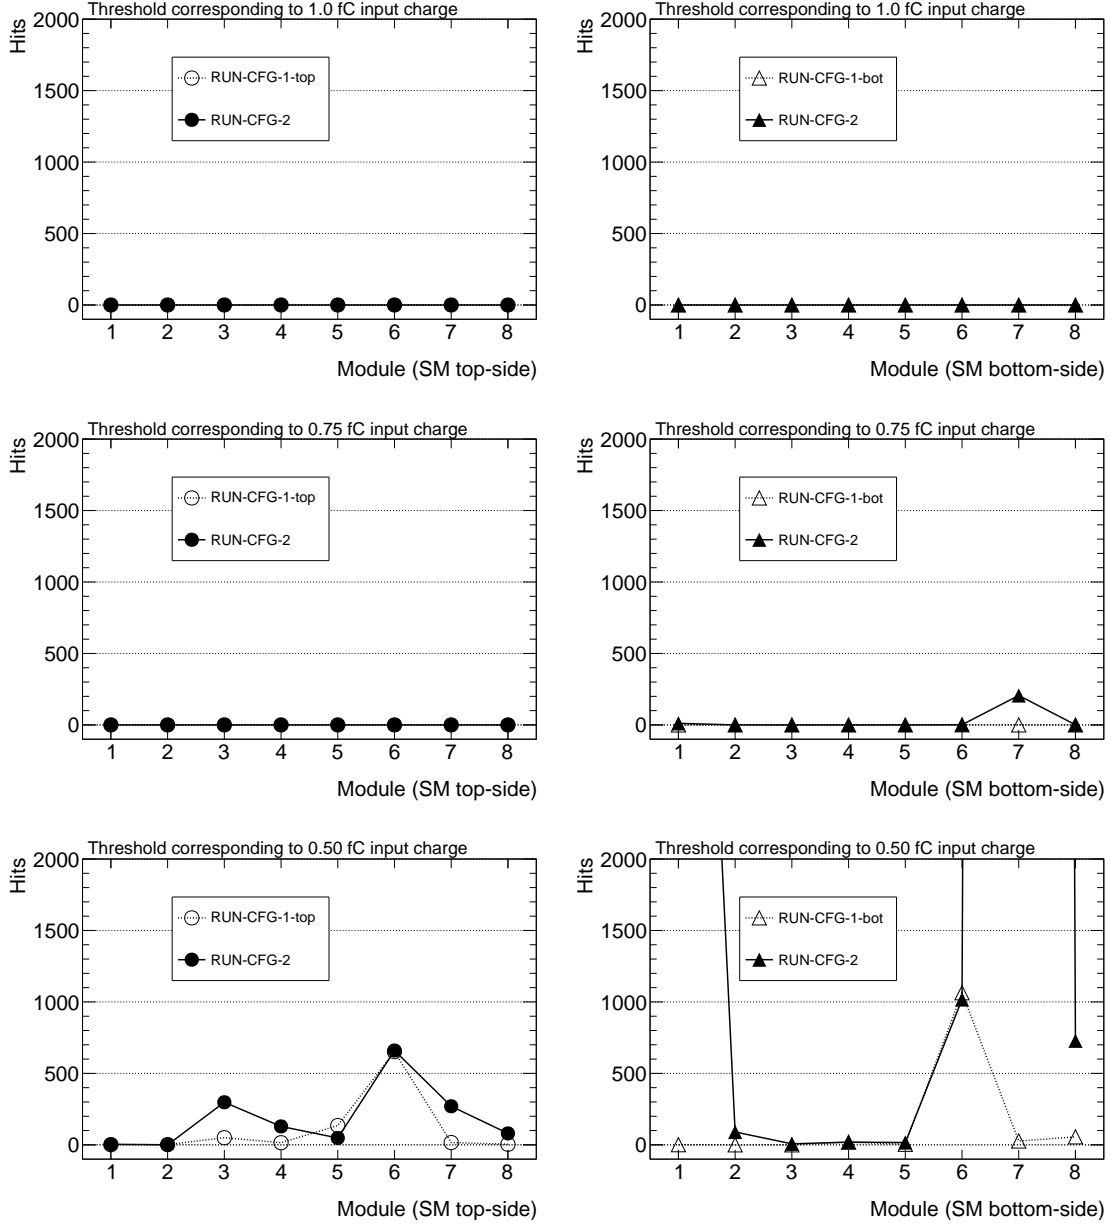 Threshold corresponding to 1.0 fC input charge
Hits
2000
1500
1000
500
0
RUN-CFG-1-top
RUN-CFG-2
1 2 3 4 5 6 7 8
Module (SM top-side)
Threshold corresponding to 1.0 fC input charge
Hits
2000
1500
1000
500
0
RUN-CFG-1-bot
RUN-CFG-2
1 2 3 4 5 6 7 8
Module (SM bottom-side)
Threshold corresponding to 0.75 fC input charge
Hits
2000
1500
1000
500
0
RUN-CFG-1-top
RUN-CFG-2
1 2 3 4 5 6 7 8
Module (SM top-side)
Threshold corresponding to 0.75 fC input charge
Hits
2000
1500
1000
500
0
RUN-CFG-1-bot
RUN-CFG-2
1 2 3 4 5 6 7 8
Module (SM bottom-side)
Threshold corresponding to 0.50 fC input charge
Hits
2000
1500
1000
500
0
RUN-CFG-1-top
RUN-CFG-2
1 2 3 4 5 6 7 8
Module (SM top-side)
Threshold corresponding to 0.50 fC input charge
Hits
2000
1500
1000
500
0
RUN-CFG-1-bot
RUN-CFG-2
1 2 3 4 5 6 7 8
Module (SM bottom-side)